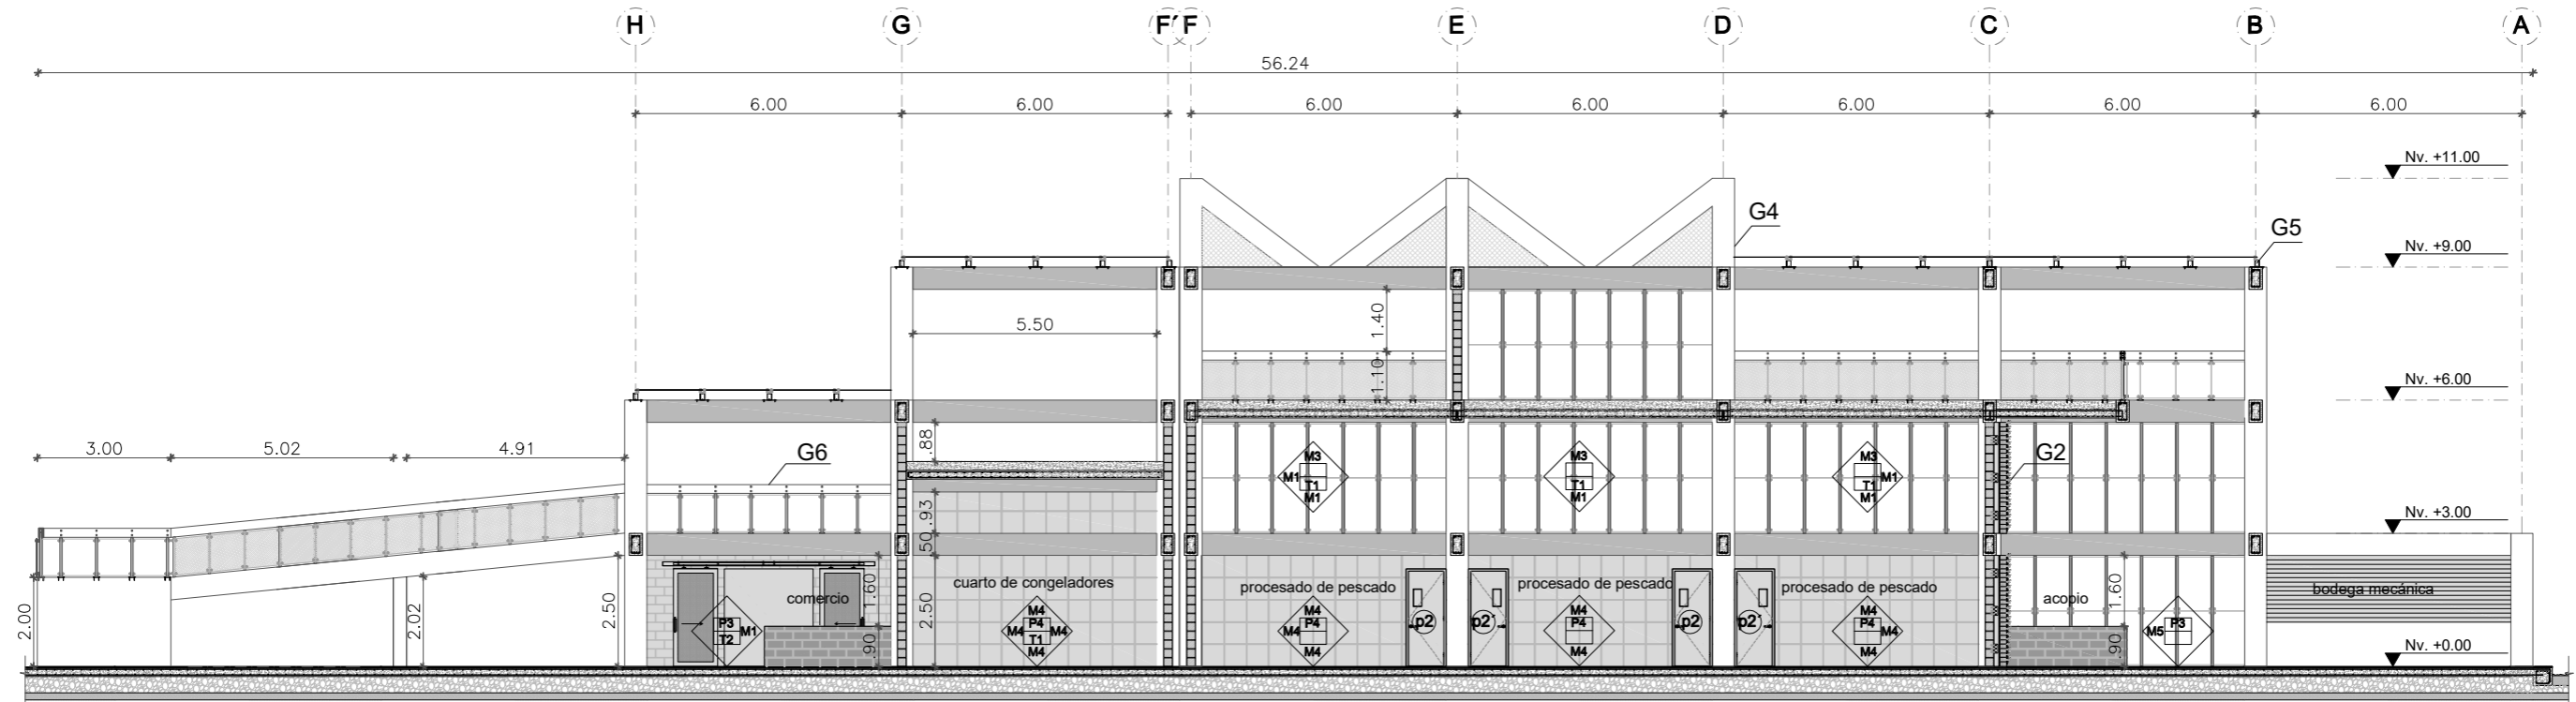 H G F' F E D C B A
56.24
6.00 6.00 6.00 6.00 6.00 6.00 6.00
Nv. +11.00
G4
G5
Nv. +9.00
1.40
5.50
1.10
Nv. +6.00
3.00 5.02 4.91
.88
G6
G2
M3 M3 M3
M1 M1
T1 T1 T1
M1 M1 M1
.93
.50
Nv. +3.00
cuarto de congeladores
procesado de pescado
procesado de pescado
procesado de pescado
comercio
acopio
bodega mecánica
2.00
2.02
2.50
1.60
.90
2.50
1.60
.90
P3
M1
T2
M4
P4
M4 M4
T1
M4
M4
P4
M4
M4
p2
p2'
M4
P4
M4
p2
p2'
M4
P4
M4
M4
P3
M5
Nv. +0.00